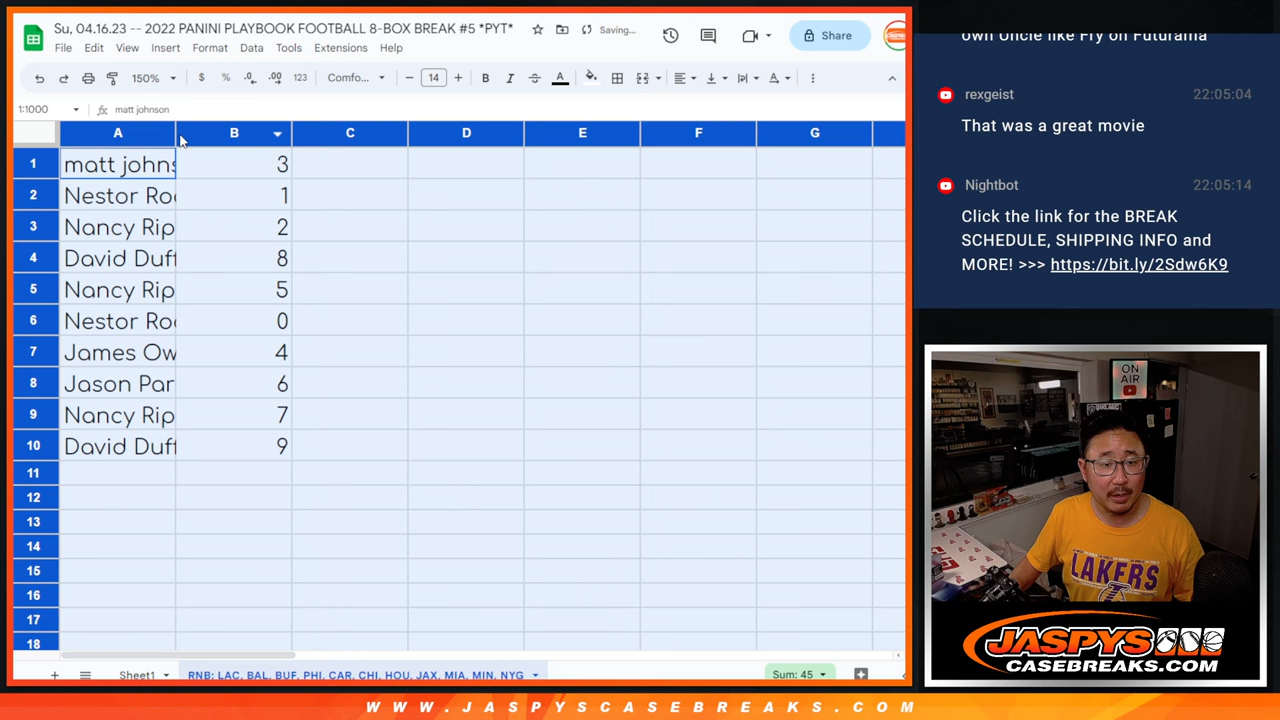 Su, 04.16.23 -- 2022 PANINI PLAYBOOK FOOTBALL 8-BOX BREAK #5 *PYT*
Saving...
File Edit View Insert Format Data Tools Extensions Help
Share
150% $ % .0 .00 123 Comfo... 14 B I A
1:1000 fx matt johnson
A B C D E F G
1 matt johns 3
2 Nestor Roc 1
3 Nancy Rip 2
4 David Duff 8
5 Nancy Rip 5
6 Nestor Roc 0
7 James Ow 4
8 Jason Par 6
9 Nancy Rip 7
10 David Duff 9
11
12
13
14
15
16
17
18
Sheet1 RNB: LAC, BAL, BUF, PHI, CAR, CHI, HOU, JAX, MIA, MIN, NYG Sum: 45
own Uncle like Fry on Futurama
rexgeist 22:05:04
That was a great movie
Nightbot 22:05:14
Click the link for the BREAK
SCHEDULE, SHIPPING INFO and
MORE! >>> https://bit.ly/2Sdw6K9
ON
AIR
LAKERS
JASPYS
CASEBREAKS.COM
WWW.JASPYSCASEBREAKS.COM